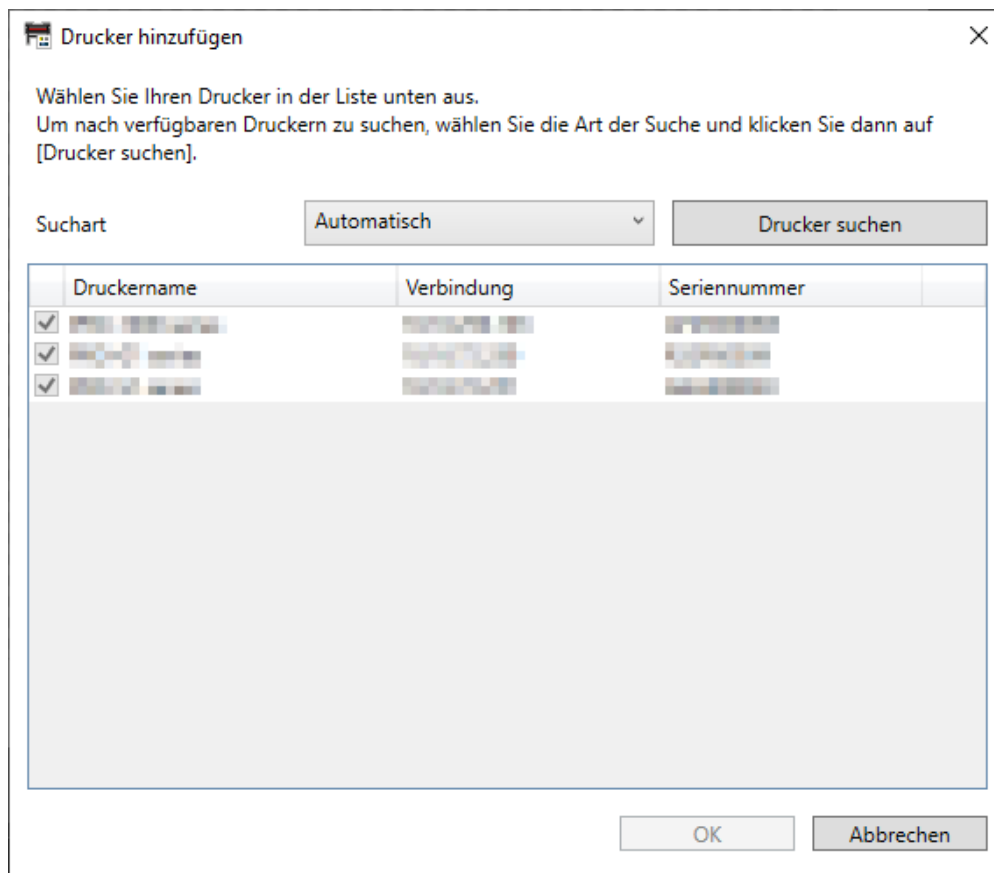 Drucker hinzufügen
Wählen Sie Ihren Drucker in der Liste unten aus.
Um nach verfügbaren Druckern zu suchen, wählen Sie die Art der Suche und klicken Sie dann auf
[Drucker suchen].
Suchart Automatisch Drucker suchen
Druckername Verbindung Seriennummer
OK Abbrechen